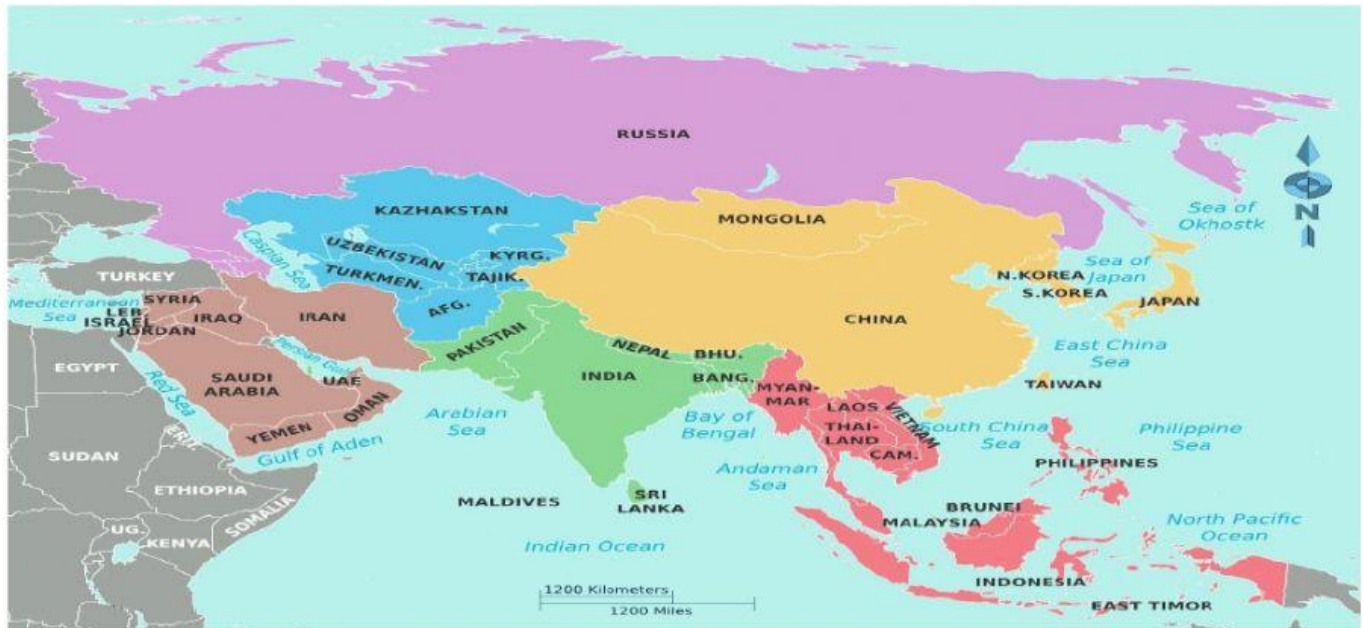 RUSSIA
KAZHAKSTAN
MONGOLIA
N
Sea of
Okhostk
UZBEKISTAN
KYRG.
Caspian Sea
TURKMEN.
TAJIK.
TURKEY
N.KOREA
Sea of
Japan
S.KOREA
JAPAN
Mediterranean
Sea
SYRIA
LEB.
ISRAEL
JORDAN
IRAQ
IRAN
AFG.
CHINA
PAKISTAN
NEPAL
BHU.
East China
Sea
EGYPT
Persian Gulf
SAUDI
ARABIA
UAE
INDIA
BANG.
MYAN-
MAR
TAIWAN
Red Sea
OMAN
LAOS
VIETNAM
Arabian
Sea
Bay of
Bengal
THAI-
LAND
South China
Sea
Philippine
Sea
ERIT.
YEMEN
Gulf of Aden
CAM.
SUDAN
Andaman
Sea
PHILIPPINES
ETHIOPIA
SOMALIA
MALDIVES
SRI
LANKA
BRUNEI
MALAYSIA
UG.
KENYA
North Pacific
Ocean
Indian Ocean
INDONESIA
1200 Kilometers
1200 Miles
EAST TIMOR